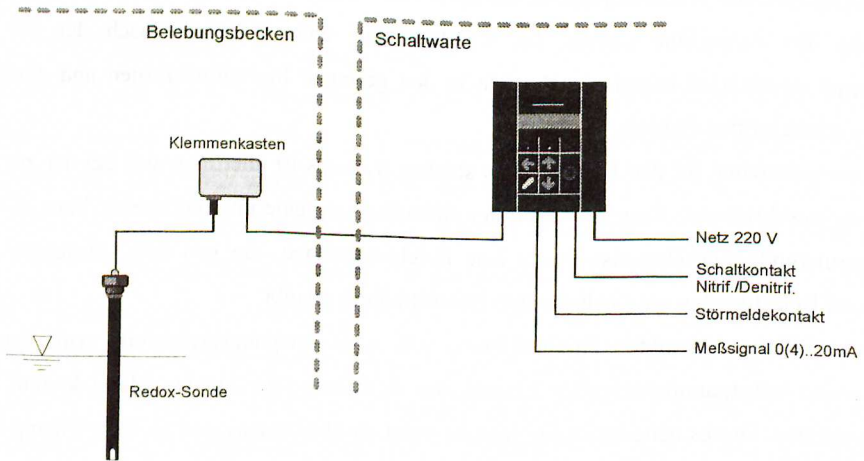 Belebungsbecken
Schaltwarte
Klemmenkasten
Netz 220 V
Schaltkontakt
Nitrif./Denitrif.
Störmeldekontakt
Meßsignal 0(4)..20mA
Redox-Sonde